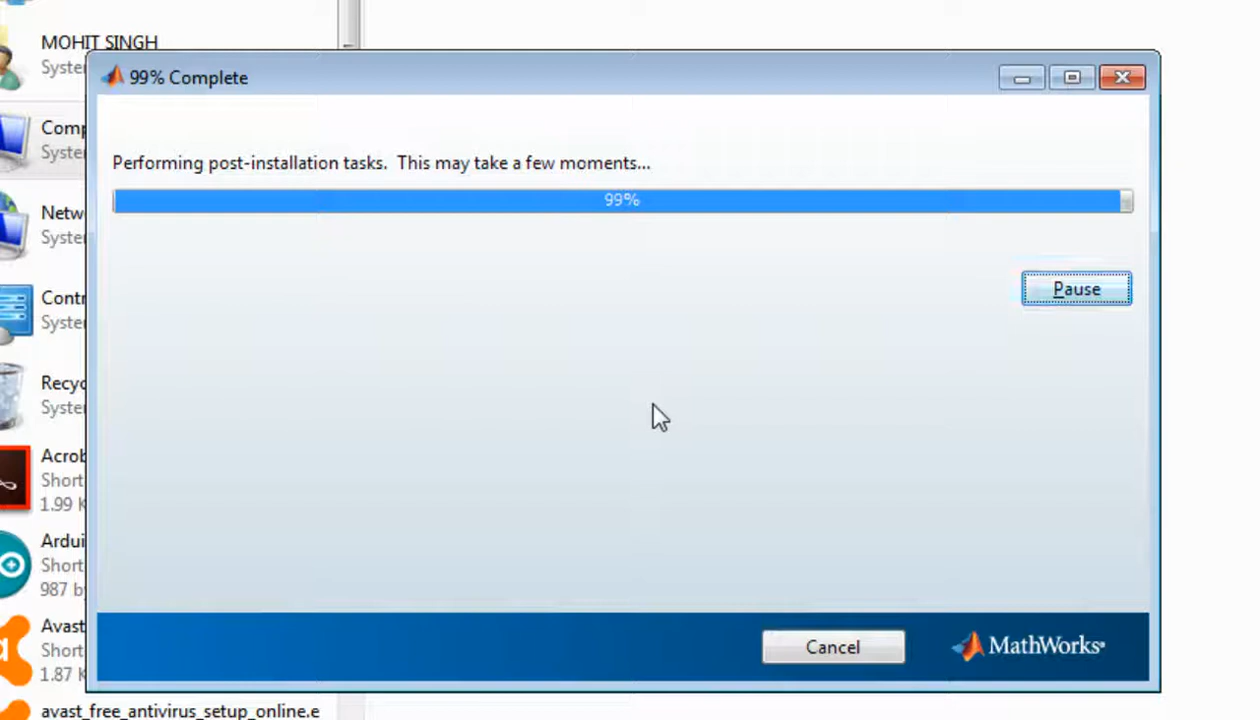 MOHIT SINGH
Syste
99% Complete
Comp
Syste
Performing post-installation tasks. This may take a few moments...
99%
Netw
Syste
Pause
Contr
Syste
Recyc
Syste
Acrob
Short
1.99 K
Ardui
Short
987 by
Avast
Short
1.87 K
Cancel
MathWorks®
avast_free_antivirus_setup_online.e